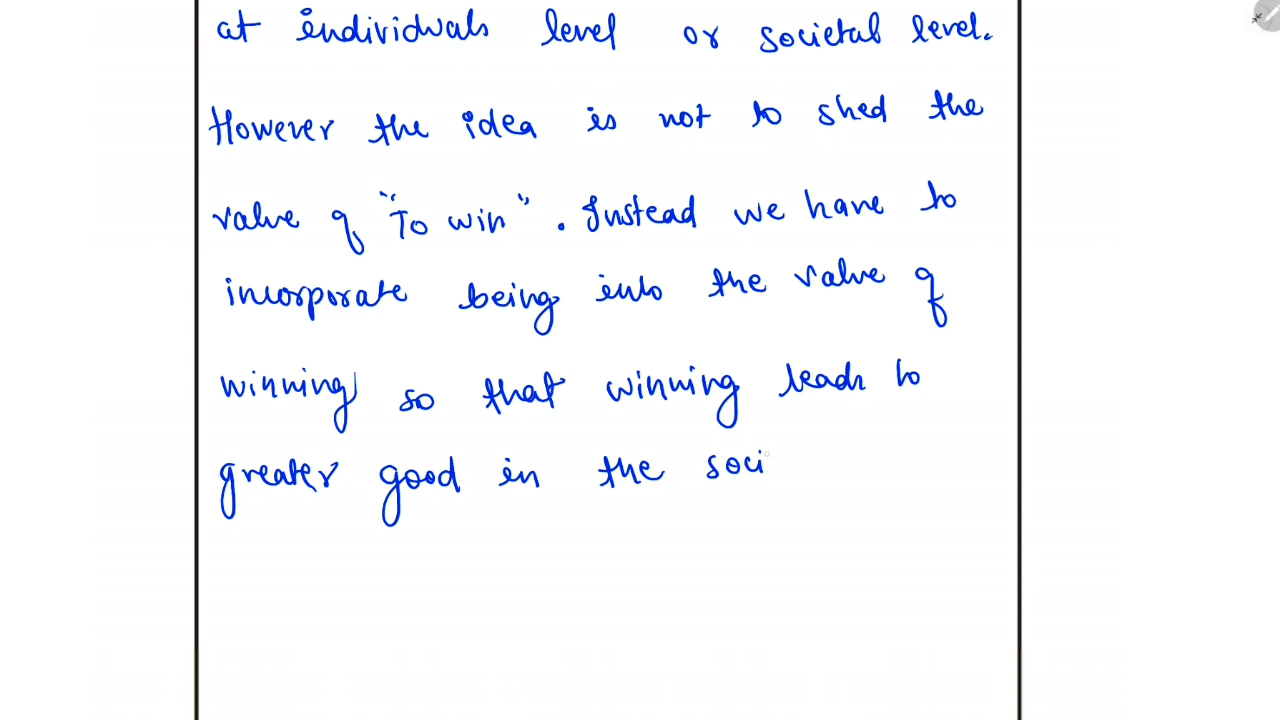 at individuals level or societal level.
However the idea is not to shed the
value of "To win". Instead we have to
incorporate being into the value of
winning so that winning leads to
greater good in the soci